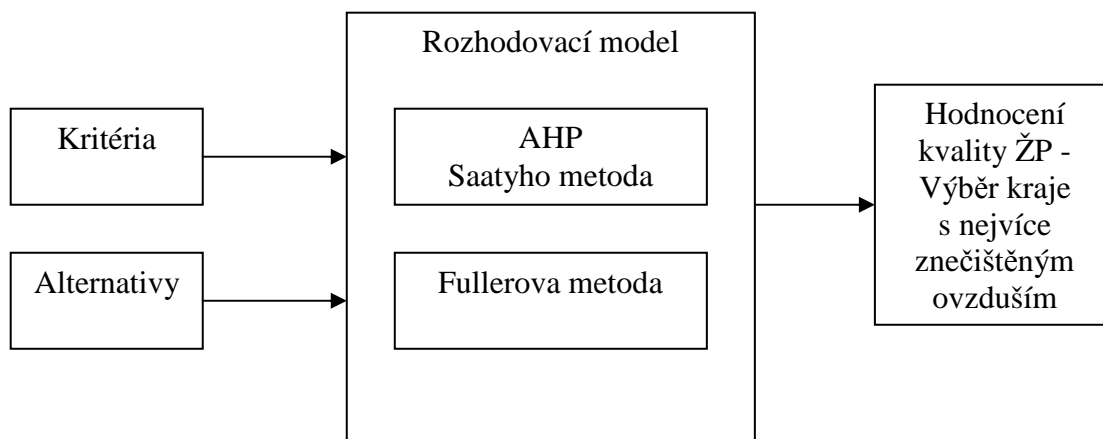 Rozhodovací model
Kritéria
AHP
Saatyho metoda
Alternativy
Fullerova metoda
Hodnocení
kvality ŽP -
Výběr kraje
s nejvíce
znečištěným
ovzduším